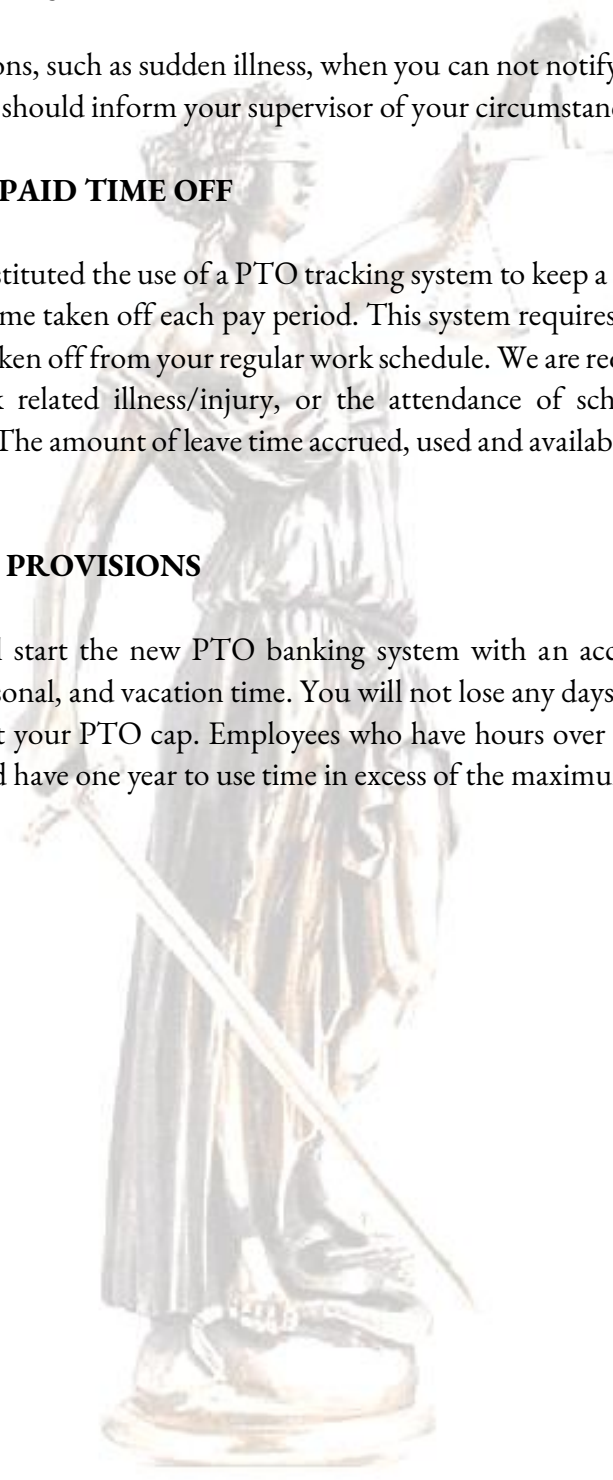 ons, such as sudden illness, when you can not notify
should inform your supervisor of your circumstanc
PAID TIME OFF
stituted the use of a PTO tracking system to keep a
me taken off each pay period. This system requires
ken off from your regular work schedule. We are rec
k related illness/injury, or the attendance of sch
The amount of leave time accrued, used and availab
PROVISIONS
l start the new PTO banking system with an acc
sonal, and vacation time. You will not lose any days
t your PTO cap. Employees who have hours over
d have one year to use time in excess of the maximu